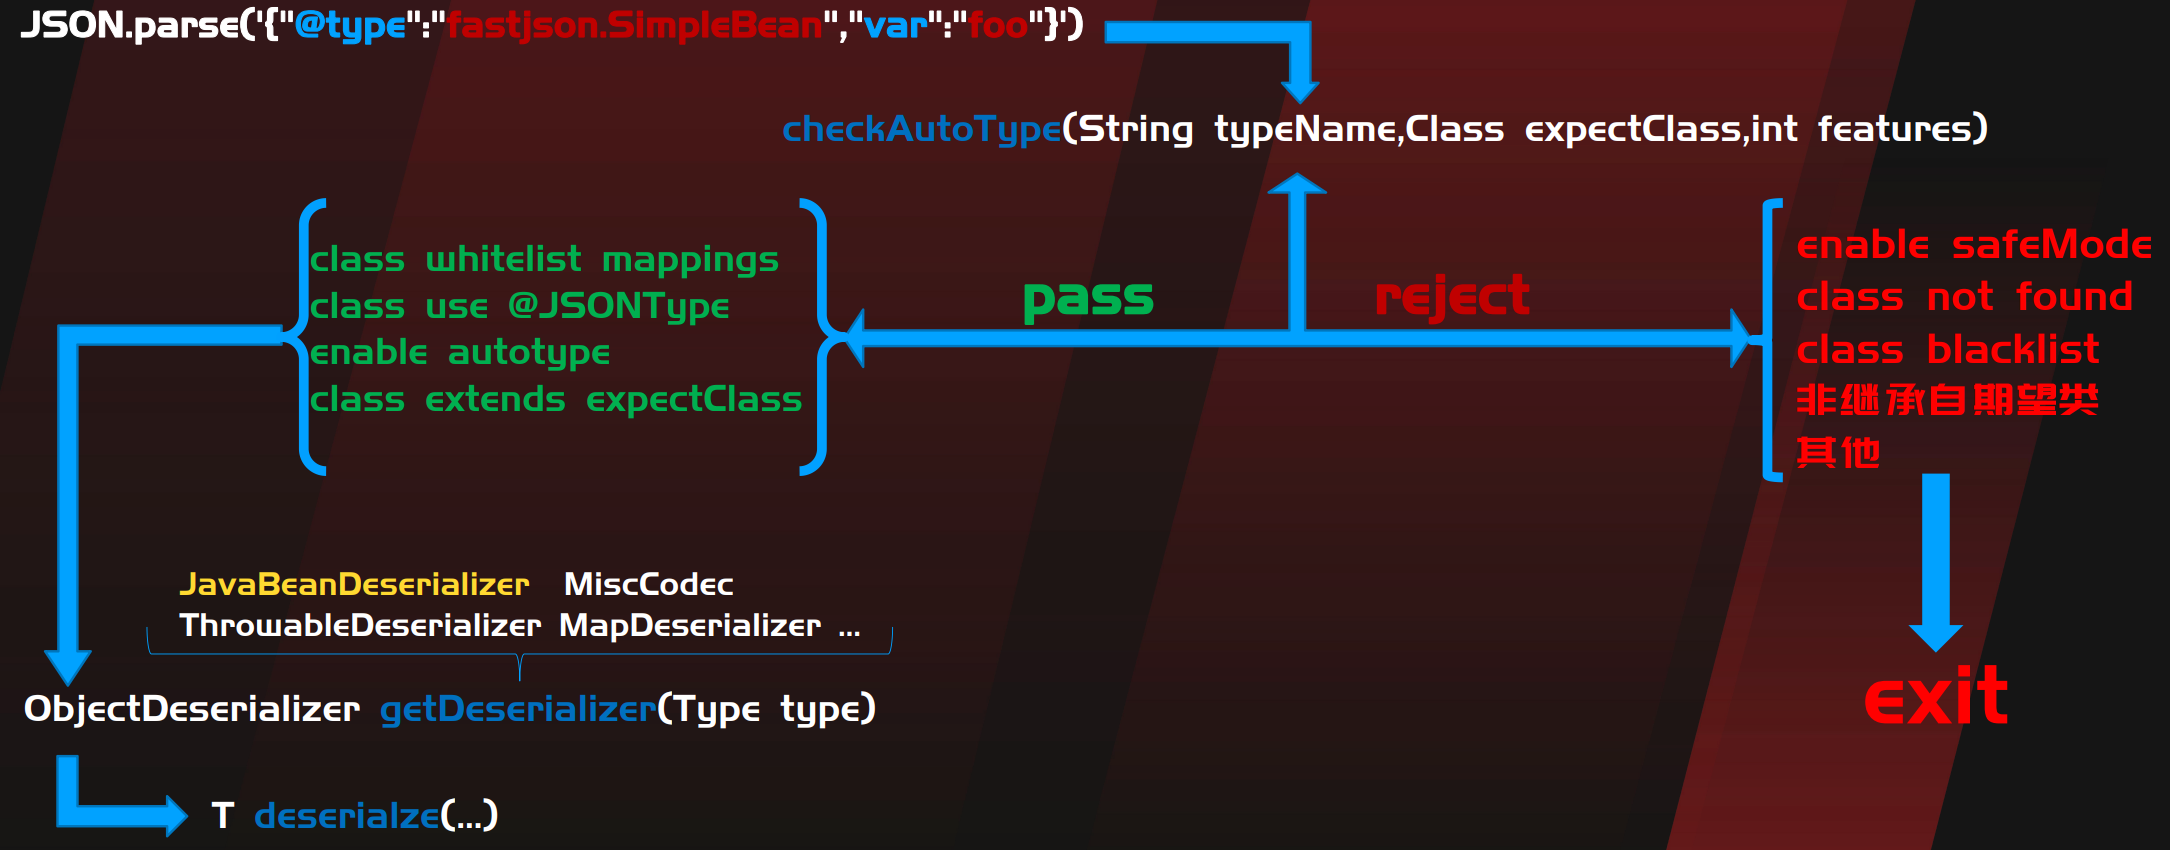 JSON.parse('{"@type":"fastjson.SimpleBean","var":"foo"}')
checkAutoType(String typeName,Class expectClass,int features)
class whitelist mappings
class use @JSONType
enable autotype
class extends expectClass
pass
reject
enable safeMode
class not found
class blacklist
非继承自期望类
其他
exit
JavaBeanDeserializer MiscCodec
ThrowableDeserializer MapDeserializer ...
ObjectDeserializer getDeserializer(Type type)
T deserialze(...)